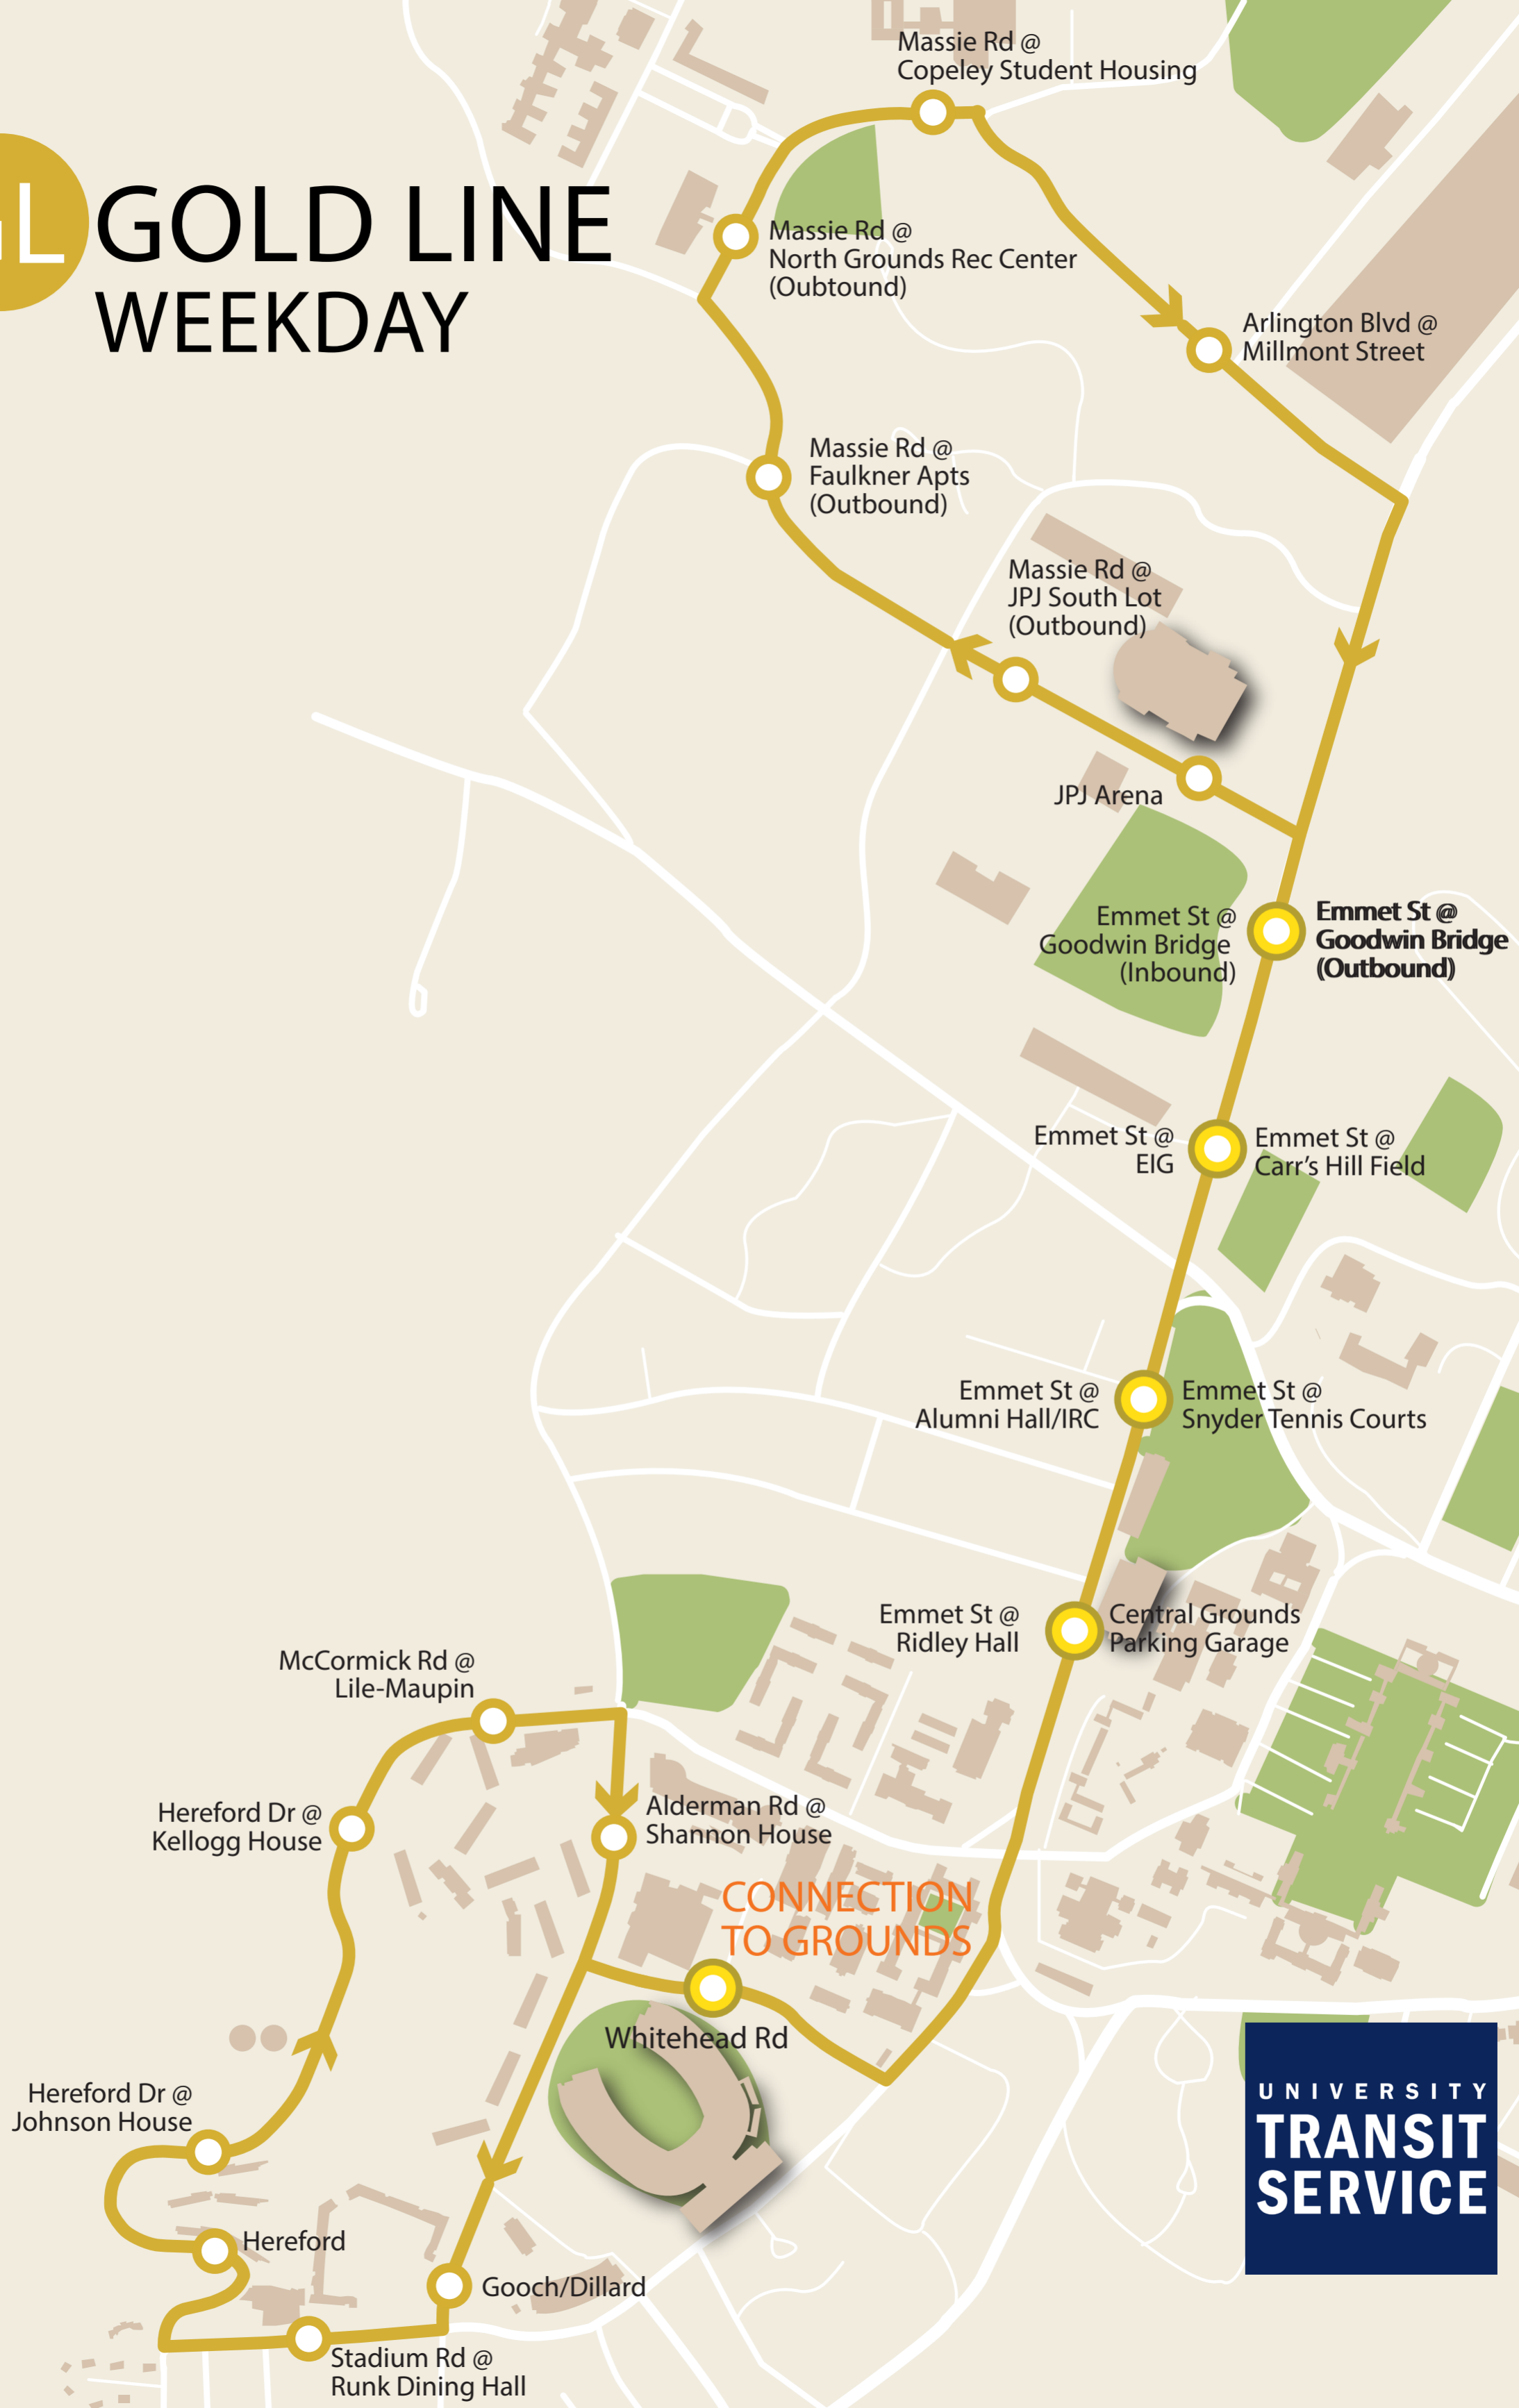 Massie Rd @
Copeley Student Housing
GL
GOLD LINE
WEEKDAY
Massie Rd @
North Grounds Rec Center
(Oubtound)
Arlington Blvd @
Millmont Street
Massie Rd @
Faulkner Apts
(Outbound)
Massie Rd @
JPJ South Lot
(Outbound)
JPJ Arena
Emmet St @
Goodwin Bridge
(Inbound)
Emmet St @
Goodwin Bridge
(Outbound)
Emmet St @
EIG
Emmet St @
Carr's Hill Field
Emmet St @
Alumni Hall/IRC
Emmet St @
Snyder Tennis Courts
Emmet St @
Ridley Hall
Central Grounds
Parking Garage
McCormick Rd @
Lile-Maupin
Hereford Dr @
Kellogg House
Alderman Rd @
Shannon House
CONNECTION
TO GROUNDS
Whitehead Rd
Hereford Dr @
Johnson House
Hereford
Gooch/Dillard
Stadium Rd @
Runk Dining Hall
UNIVERSITY
TRANSIT
SERVICE